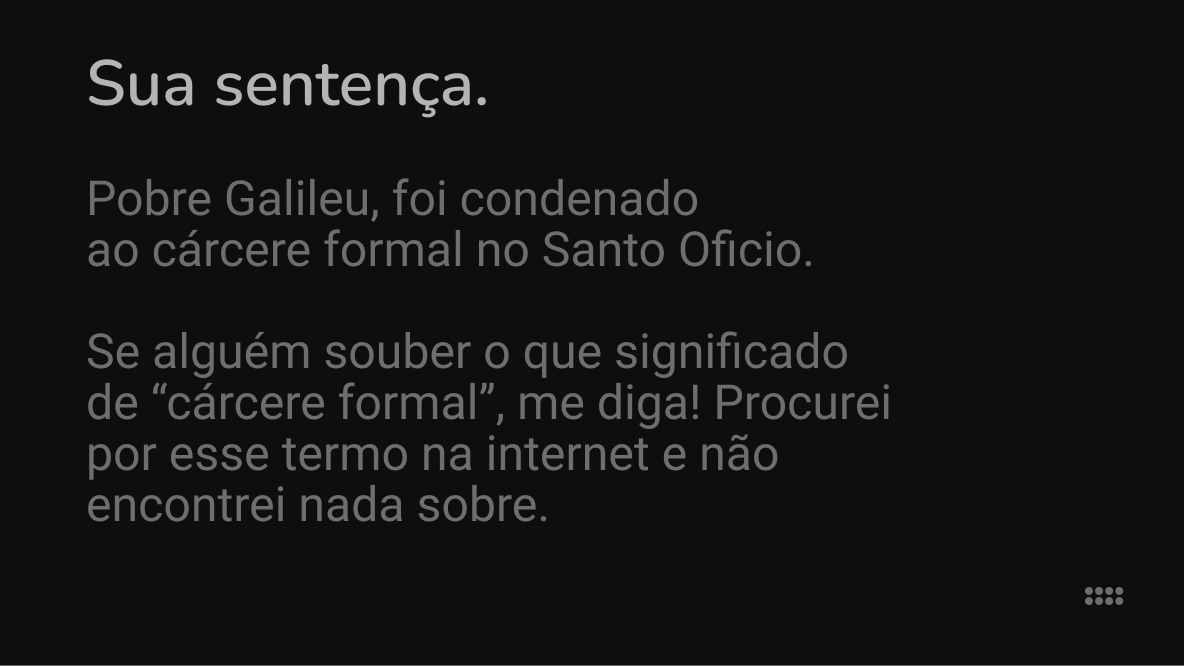 Sua sentença.
Pobre Galileu, foi condenado
ao cárcere formal no Santo Oficio.
Se alguém souber o que significado
de “cárcere formal”, me diga! Procurei
por esse termo na internet e não
encontrei nada sobre.